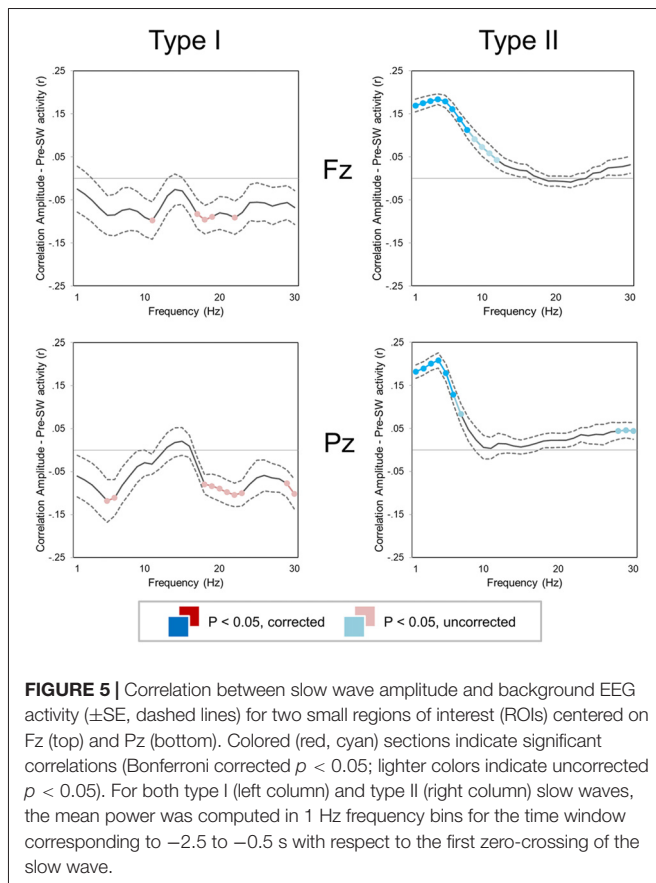 Type I
Type II
.25
.15
.05
-.05
-.15
-.25
Correlation Amplitude - Pre-SW activity (r)
1
10
20
30
Frequency (Hz)
Fz
.25
.15
.05
-.05
-.15
-.25
Correlation Amplitude - Pre-SW activity (r)
1
10
20
30
Frequency (Hz)
.25
.15
.05
-.05
-.15
-.25
Correlation Amplitude - Pre-SW activity (r)
1
10
20
30
Frequency (Hz)
Pz
.25
.15
.05
-.05
-.15
-.25
Correlation Amplitude - Pre-SW activity (r)
1
10
20
30
Frequency (Hz)
P < 0.05, corrected
P < 0.05, uncorrected
FIGURE 5 | Correlation between slow wave amplitude and background EEG
activity (±SE, dashed lines) for two small regions of interest (ROIs) centered on
Fz (top) and Pz (bottom). Colored (red, cyan) sections indicate significant
correlations (Bonferroni corrected p < 0.05; lighter colors indicate uncorrected
p < 0.05). For both type I (left column) and type II (right column) slow waves,
the mean power was computed in 1 Hz frequency bins for the time window
corresponding to −2.5 to −0.5 s with respect to the first zero-crossing of the
slow wave.